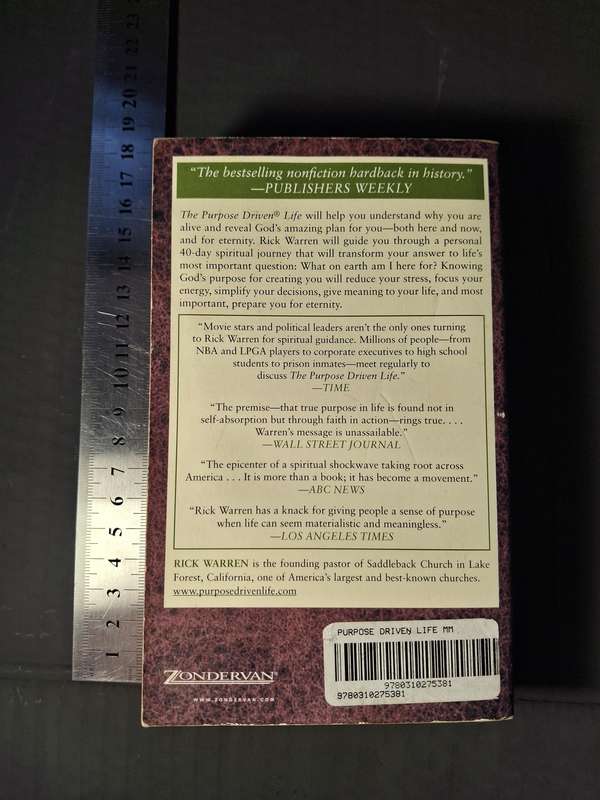 23
22
21
20
19
18
17
16
15
14
13
12
11
10
9
8
7
6
5
4
3
2
1
“The bestselling nonfiction hardback in history.”
—PUBLISHERS WEEKLY
The Purpose Driven® Life will help you understand why you are
alive and reveal God’s amazing plan for you—both here and now,
and for eternity. Rick Warren will guide you through a personal
40-day spiritual journey that will transform your answer to life’s
most important question: What on earth am I here for? Knowing
God’s purpose for creating you will reduce your stress, focus your
energy, simplify your decisions, give meaning to your life, and most
important, prepare you for eternity.
“Movie stars and political leaders aren’t the only ones turning
to Rick Warren for spiritual guidance. Millions of people—from
NBA and LPGA players to corporate executives to high school
students to prison inmates—meet regularly to
discuss The Purpose Driven Life.”
—TIME
“The premise—that true purpose in life is found not in
self-absorption but through faith in action—rings true. . . .
Warren’s message is unassailable.”
—WALL STREET JOURNAL
“The epicenter of a spiritual shockwave taking root across
America . . . It is more than a book; it has become a movement.”
—ABC NEWS
“Rick Warren has a knack for giving people a sense of purpose
when life can seem materialistic and meaningless.”
—LOS ANGELES TIMES
RICK WARREN is the founding pastor of Saddleback Church in Lake
Forest, California, one of America’s largest and best-known churches.
www.purposedrivenlife.com
ZONDERVAN®
WWW.ZONDERVAN.COM
PURPOSE DRIVEN LIFE MM
9780310275381
9780310275381